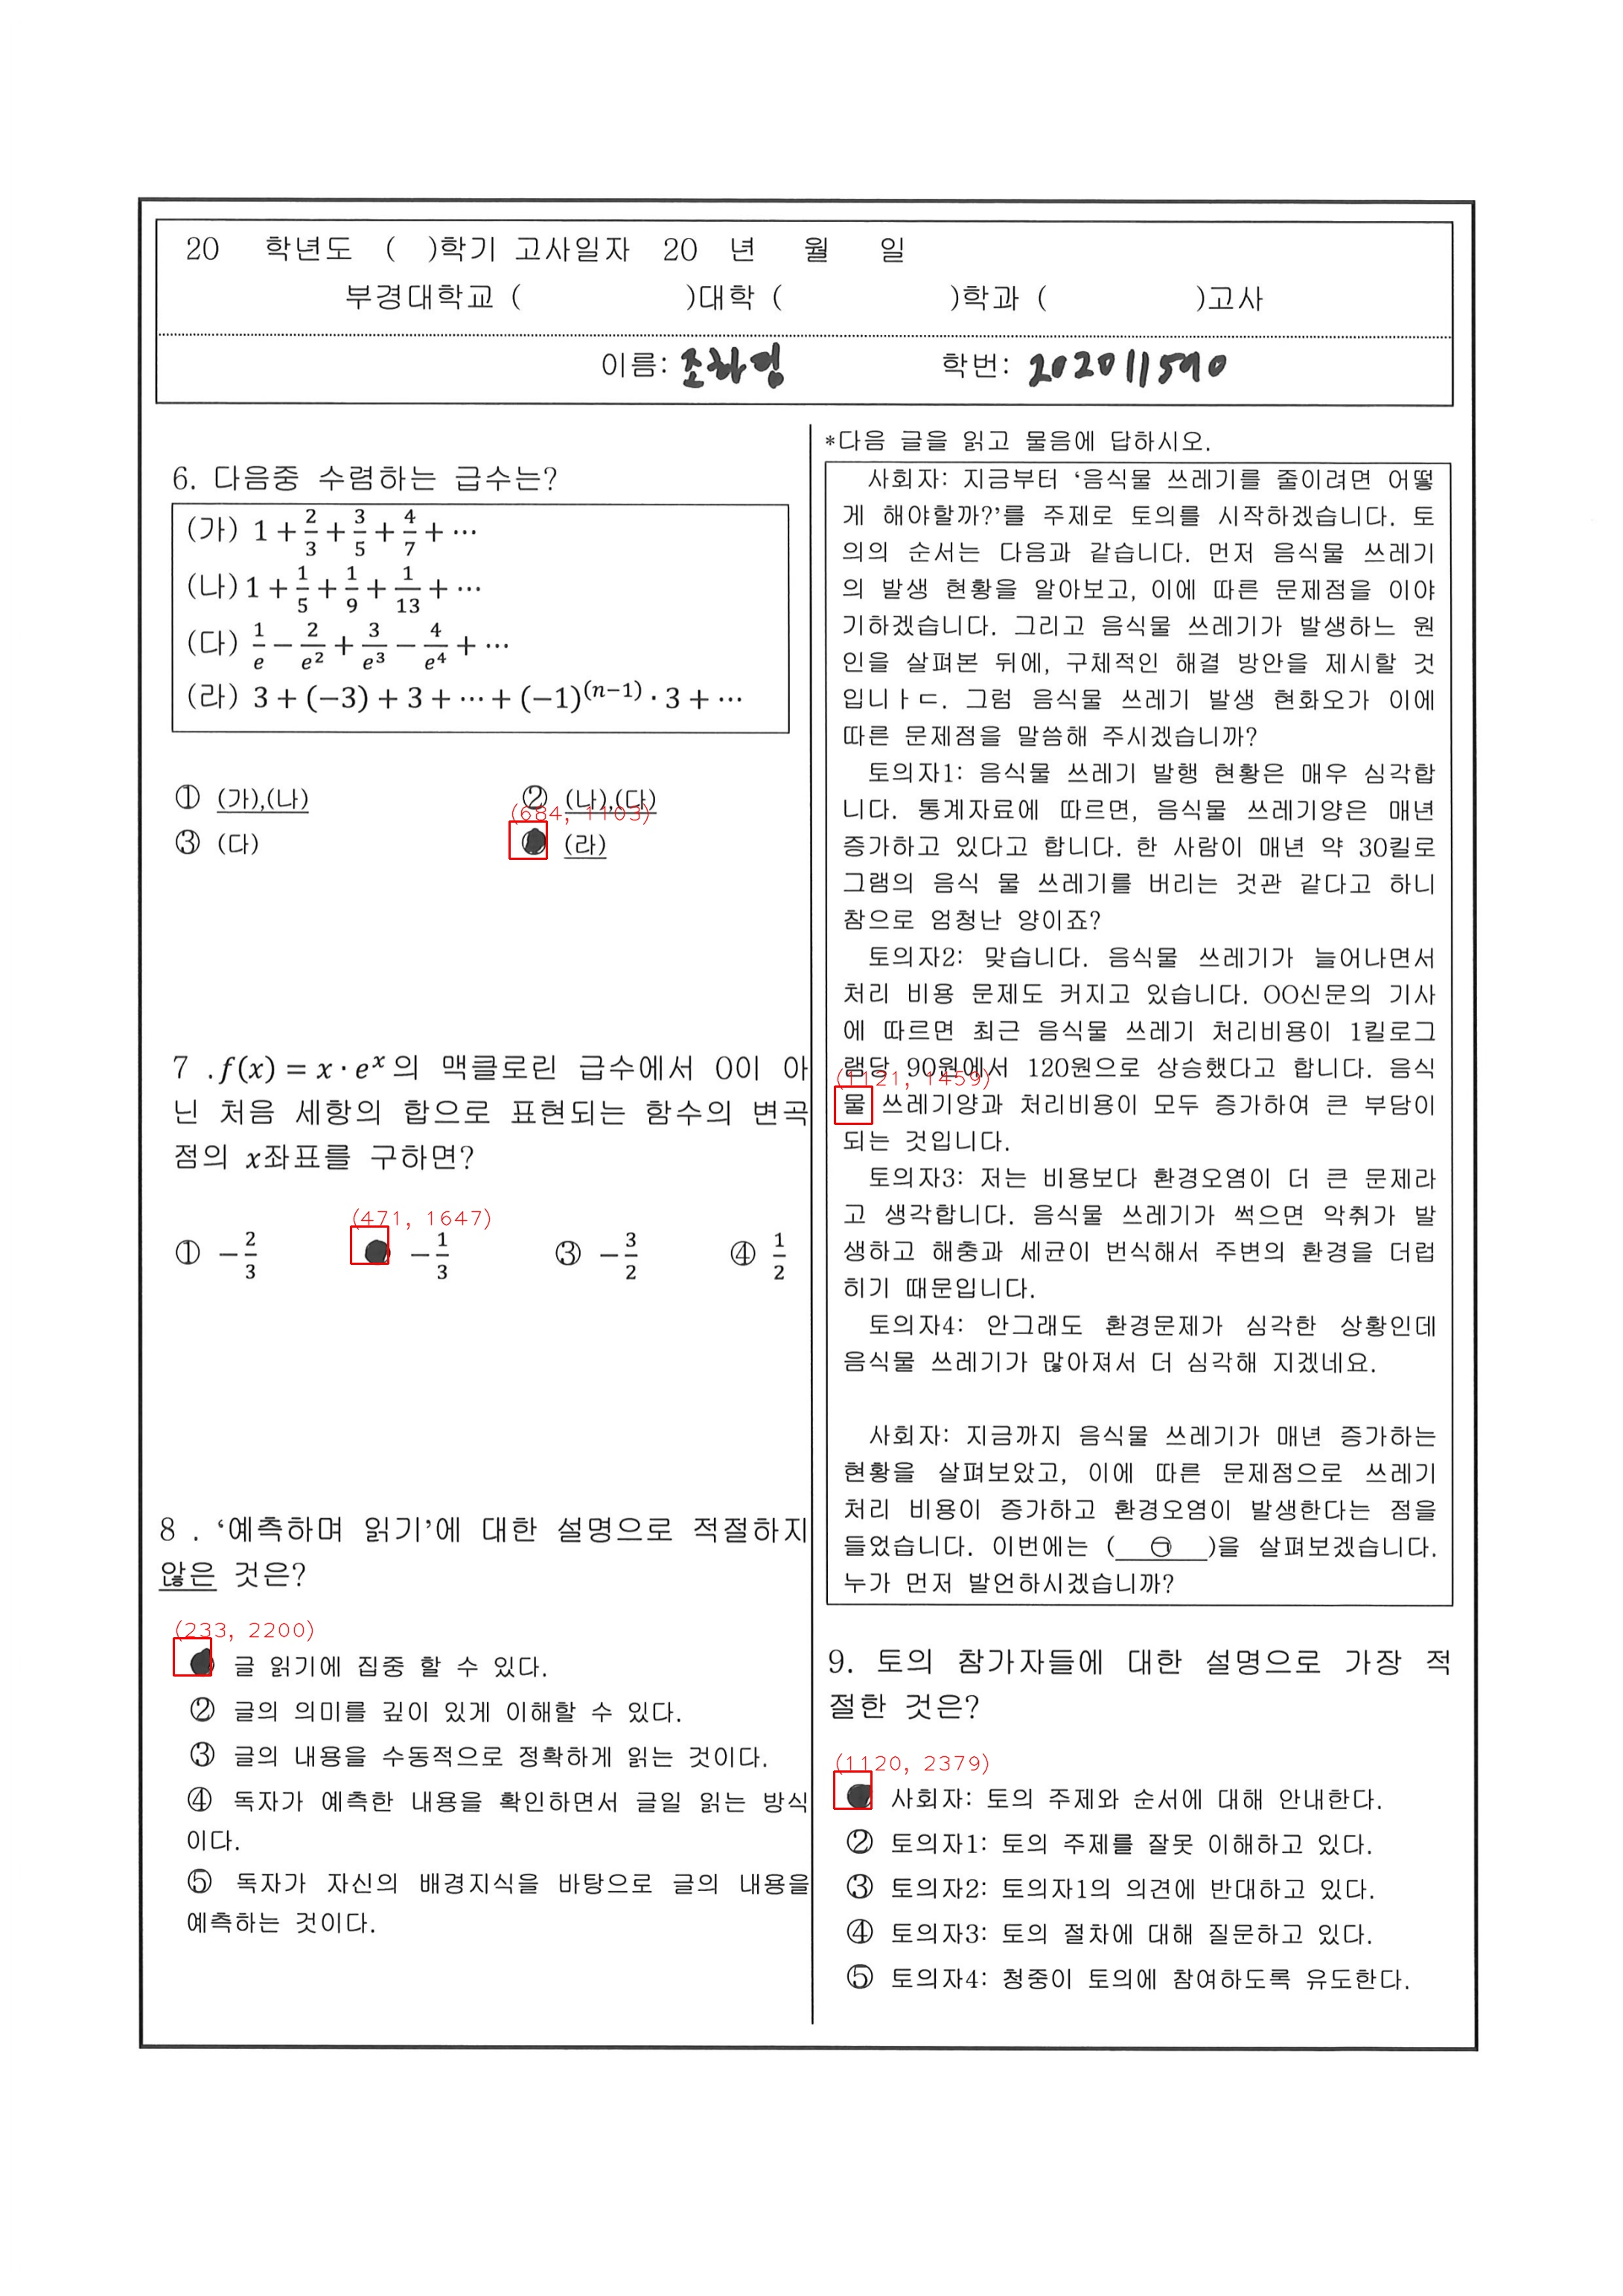 20 학년도 ( )학기 고사일자 20 년 월 일
부경대학교 ( )대학 ( )학과 ( )고사
이름: 조하령 학번: 202011590
6. 다음중 수렴하는 급수는?
(가) 1 + 2/3 + 3/5 + 4/7 + ⋯
(나) 1 + 1/5 + 1/9 + 1/13 + ⋯
(다) 1/e − 2/e² + 3/e³ − 4/e⁴ + ⋯
(라) 3 + (−3) + 3 + ⋯ + (−1)⁽ⁿ⁻¹⁾ · 3 + ⋯
① (가),(나) ② (나),(다)
(684, 1103)
③ (다) (라)
7 .f(x) = x · eˣ의 맥클로린 급수에서 0이 아
닌 처음 세항의 합으로 표현되는 함수의 변곡
점의 x좌표를 구하면?
(471, 1647)
① −2/3 −1/3 ③ −3/2 ④ 1/2
8 . ‘예측하며 읽기’에 대한 설명으로 적절하지
않은 것은?
(233, 2200)
글 읽기에 집중 할 수 있다.
② 글의 의미를 깊이 있게 이해할 수 있다.
③ 글의 내용을 수동적으로 정확하게 읽는 것이다.
④ 독자가 예측한 내용을 확인하면서 글일 읽는 방식
이다.
⑤ 독자가 자신의 배경지식을 바탕으로 글의 내용을
예측하는 것이다.
*다음 글을 읽고 물음에 답하시오.
사회자: 지금부터 ‘음식물 쓰레기를 줄이려면 어떻
게 해야할까?’를 주제로 토의를 시작하겠습니다. 토
의의 순서는 다음과 같습니다. 먼저 음식물 쓰레기
의 발생 현황을 알아보고, 이에 따른 문제점을 이야
기하겠습니다. 그리고 음식물 쓰레기가 발생하느 원
인을 살펴본 뒤에, 구체적인 해결 방안을 제시할 것
입니ㅏㄷ. 그럼 음식물 쓰레기 발생 현화오가 이에
따른 문제점을 말씀해 주시겠습니까?
토의자1: 음식물 쓰레기 발행 현황은 매우 심각합
니다. 통계자료에 따르면, 음식물 쓰레기양은 매년
증가하고 있다고 합니다. 한 사람이 매년 약 30킬로
그램의 음식 물 쓰레기를 버리는 것관 같다고 하니
참으로 엄청난 양이죠?
토의자2: 맞습니다. 음식물 쓰레기가 늘어나면서
처리 비용 문제도 커지고 있습니다. OO신문의 기사
에 따르면 최근 음식물 쓰레기 처리비용이 1킬로그
램당 90원에서 120원으로 상승했다고 합니다. 음식
(1121, 1459)
물 쓰레기양과 처리비용이 모두 증가하여 큰 부담이
되는 것입니다.
토의자3: 저는 비용보다 환경오염이 더 큰 문제라
고 생각합니다. 음식물 쓰레기가 썩으면 악취가 발
생하고 해충과 세균이 번식해서 주변의 환경을 더럽
히기 때문입니다.
토의자4: 안그래도 환경문제가 심각한 상황인데
음식물 쓰레기가 많아져서 더 심각해 지겠네요.
사회자: 지금까지 음식물 쓰레기가 매년 증가하는
현황을 살펴보았고, 이에 따른 문제점으로 쓰레기
처리 비용이 증가하고 환경오염이 발생한다는 점을
들었습니다. 이번에는 ( ㉠ )을 살펴보겠습니다.
누가 먼저 발언하시겠습니까?
9. 토의 참가자들에 대한 설명으로 가장 적
절한 것은?
(1120, 2379)
사회자: 토의 주제와 순서에 대해 안내한다.
② 토의자1: 토의 주제를 잘못 이해하고 있다.
③ 토의자2: 토의자1의 의견에 반대하고 있다.
④ 토의자3: 토의 절차에 대해 질문하고 있다.
⑤ 토의자4: 청중이 토의에 참여하도록 유도한다.